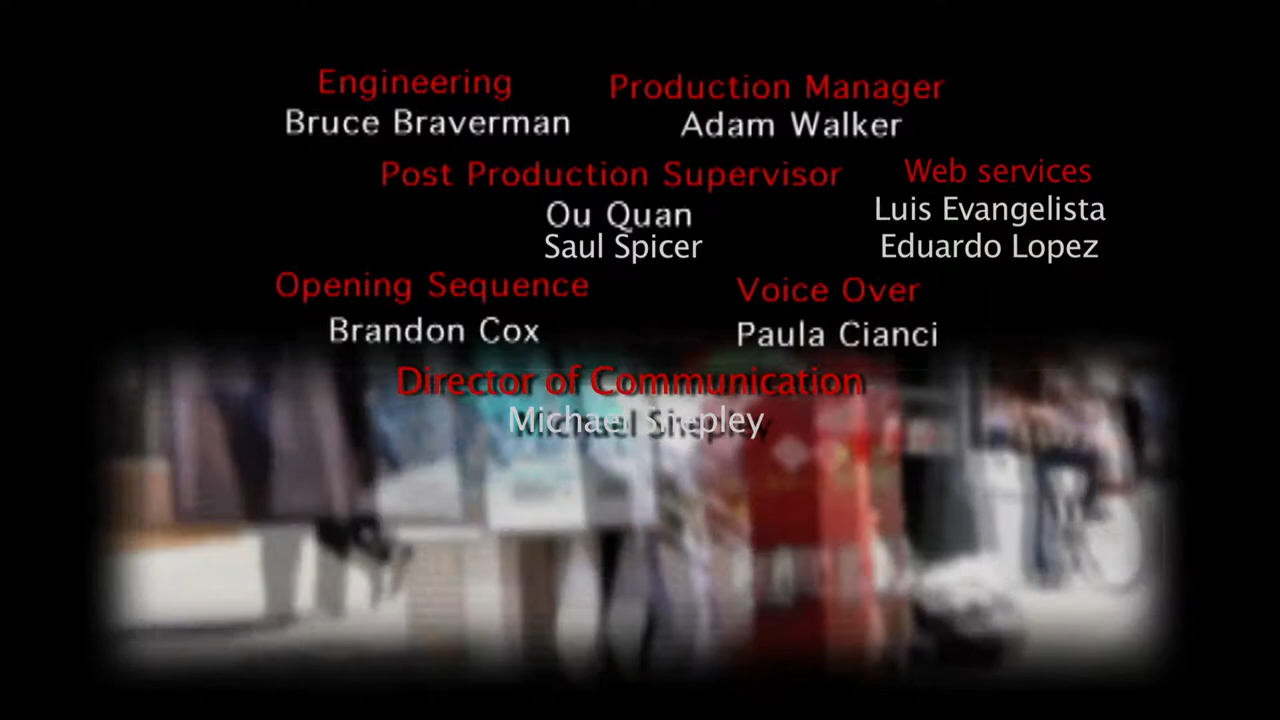 Engineering
Bruce Braverman
Production Manager
Adam Walker
Post Production Supervisor
Ou Quan
Saul Spicer
Web services
Luis Evangelista
Eduardo Lopez
Opening Sequence
Brandon Cox
Voice Over
Paula Cianci
Director of Communication
Michael Shepley